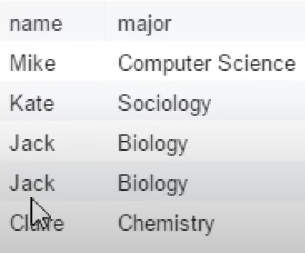 name major
Mike Computer Science
Kate Sociology
Jack Biology
Jack Biology
Claire Chemistry